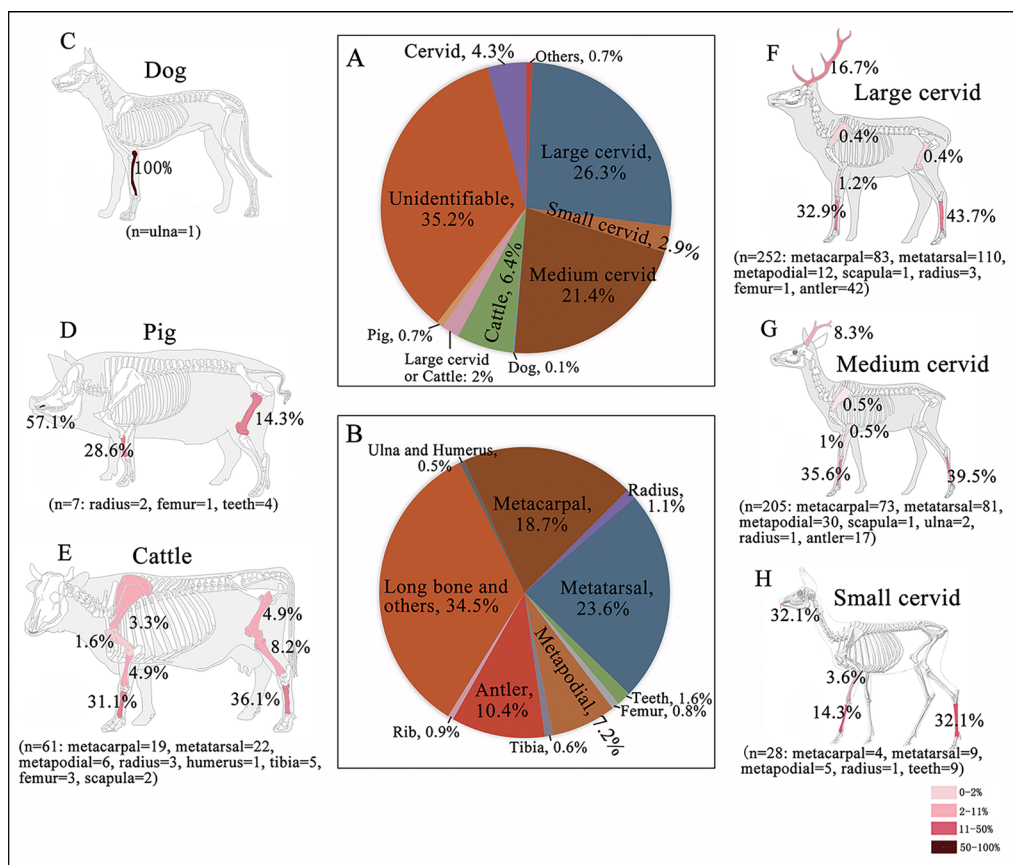 C
Dog
100%
(n=ulna=1)
D
Pig
57.1%
28.6%
14.3%
(n=7: radius=2, femur=1, teeth=4)
E
Cattle
3.3%
1.6%
4.9%
31.1%
4.9%
8.2%
36.1%
(n=61: metacarpal=19, metatarsal=22,
metapodial=6, radius=3, humerus=1, tibia=5,
femur=3, scapula=2)
A
Cervid, 4.3%
Others, 0.7%
Large cervid,
26.3%
Small cervid, 2.9%
Medium cervid
21.4%
Dog, 0.1%
Cattle, 6.4%
Large cervid
or Cattle: 2%
Pig, 0.7%
Unidentifiable,
35.2%
B
Ulna and Humerus,
0.5%
Metacarpal,
18.7%
Radius,
1.1%
Metatarsal,
23.6%
Teeth, 1.6%
Femur, 0.8%
Metapodial, 7.2%
Tibia, 0.6%
Antler,
10.4%
Rib, 0.9%
Long bone and
others, 34.5%
F
16.7%
Large cervid
0.4%
0.4%
1.2%
32.9%
43.7%
(n=252: metacarpal=83, metatarsal=110,
metapodial=12, scapula=1, radius=3,
femur=1, antler=42)
G
8.3%
Medium cervid
0.5%
0.5%
1%
35.6%
39.5%
(n=205: metacarpal=73, metatarsal=81,
metapodial=30, scapula=1, ulna=2,
radius=1, antler=17)
H
Small cervid
32.1%
3.6%
14.3%
32.1%
(n=28: metacarpal=4, metatarsal=9,
metapodial=5, radius=1, teeth=9)
0-2%
2-11%
11-50%
50-100%